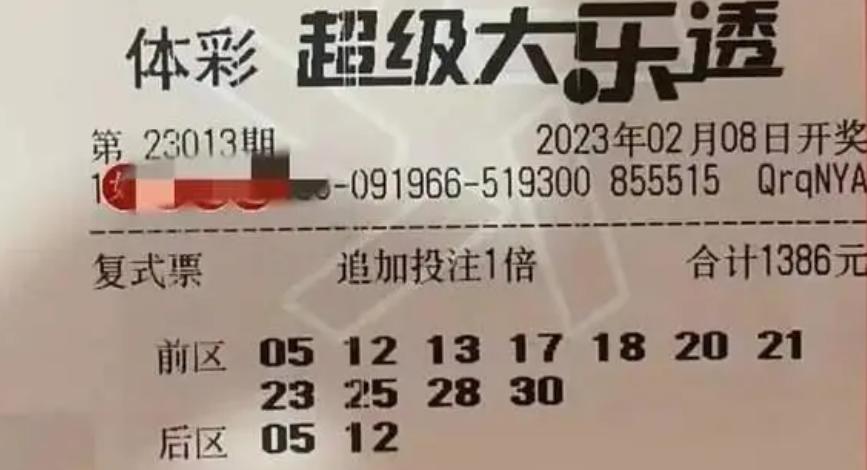 体彩 超级大乐透
第 23013期 2023年02月08日开奖
-091966-519300 855515 QrqNYA
复式票 追加投注1倍 合计1386元
前区 05 12 13 17 18 20 21
23 25 28 30
后区 05 12